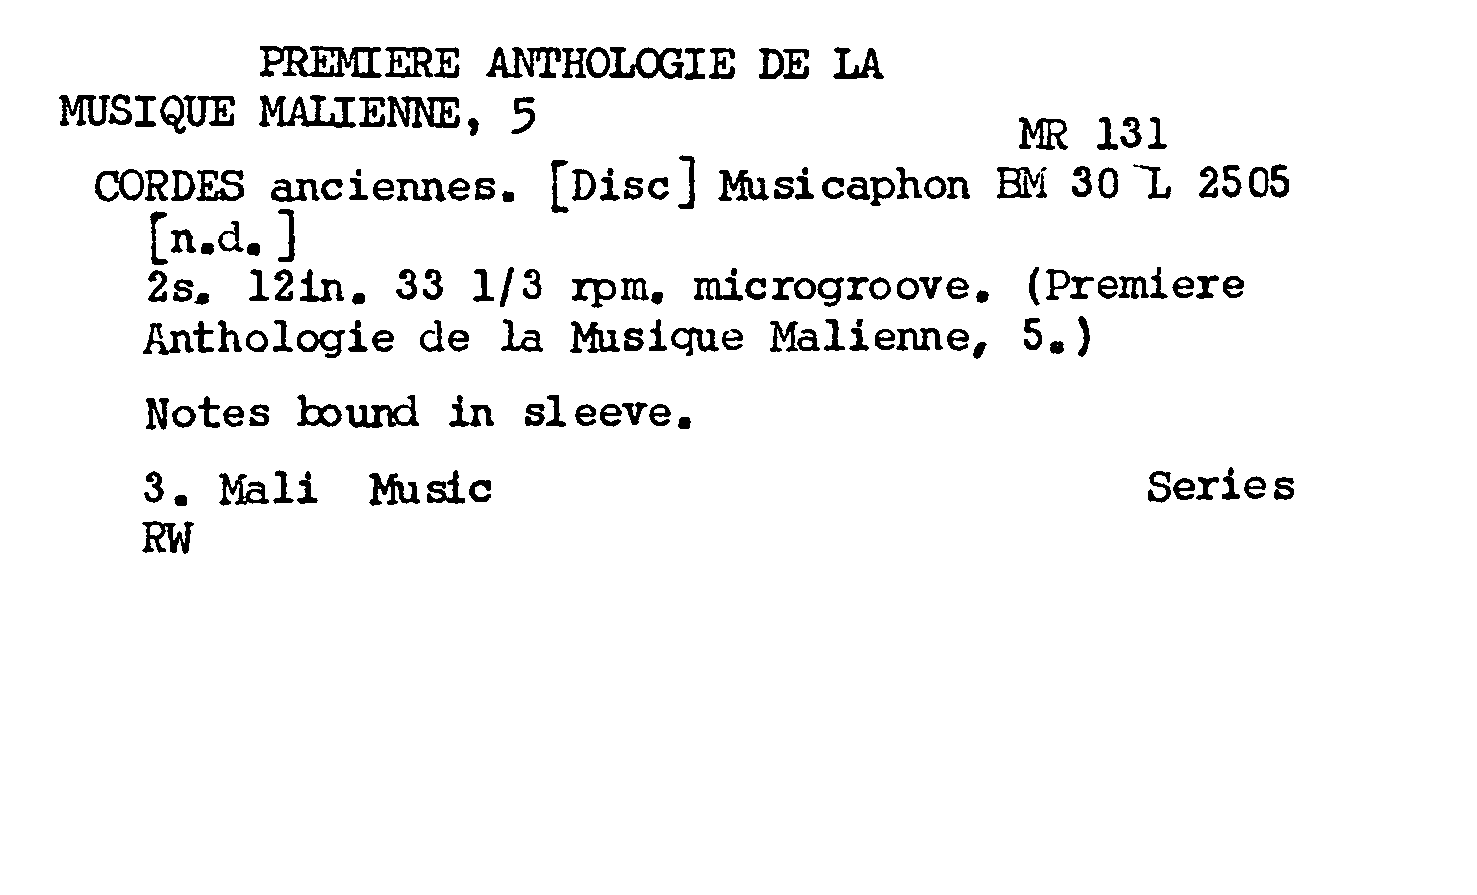 PREMIERE ANTHOLOGIE DE LA
MUSIQUE MALIENNE, 5
MR 131
CORDES anciennes. [Disc] Musicaphon BM 30 L 2505
[n.d.]
2s. 12in. 33 1/3 rpm. microgroove. (Premiere
Anthologie de la Musique Malienne, 5.)
Notes bound in sleeve.
3. Mali Music Series
RW